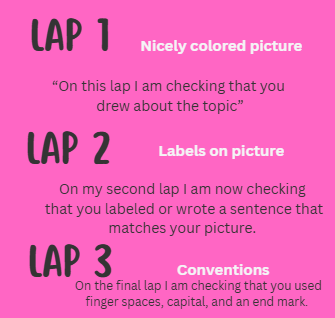 LAP 1
Nicely colored picture
“On this lap I am checking that you
drew about the topic”
LAP 2
Labels on picture
On my second lap I am now checking
that you labeled or wrote a sentence that
matches your picture.
LAP 3
Conventions
On the final lap I am checking that you used
finger spaces, capital, and an end mark.